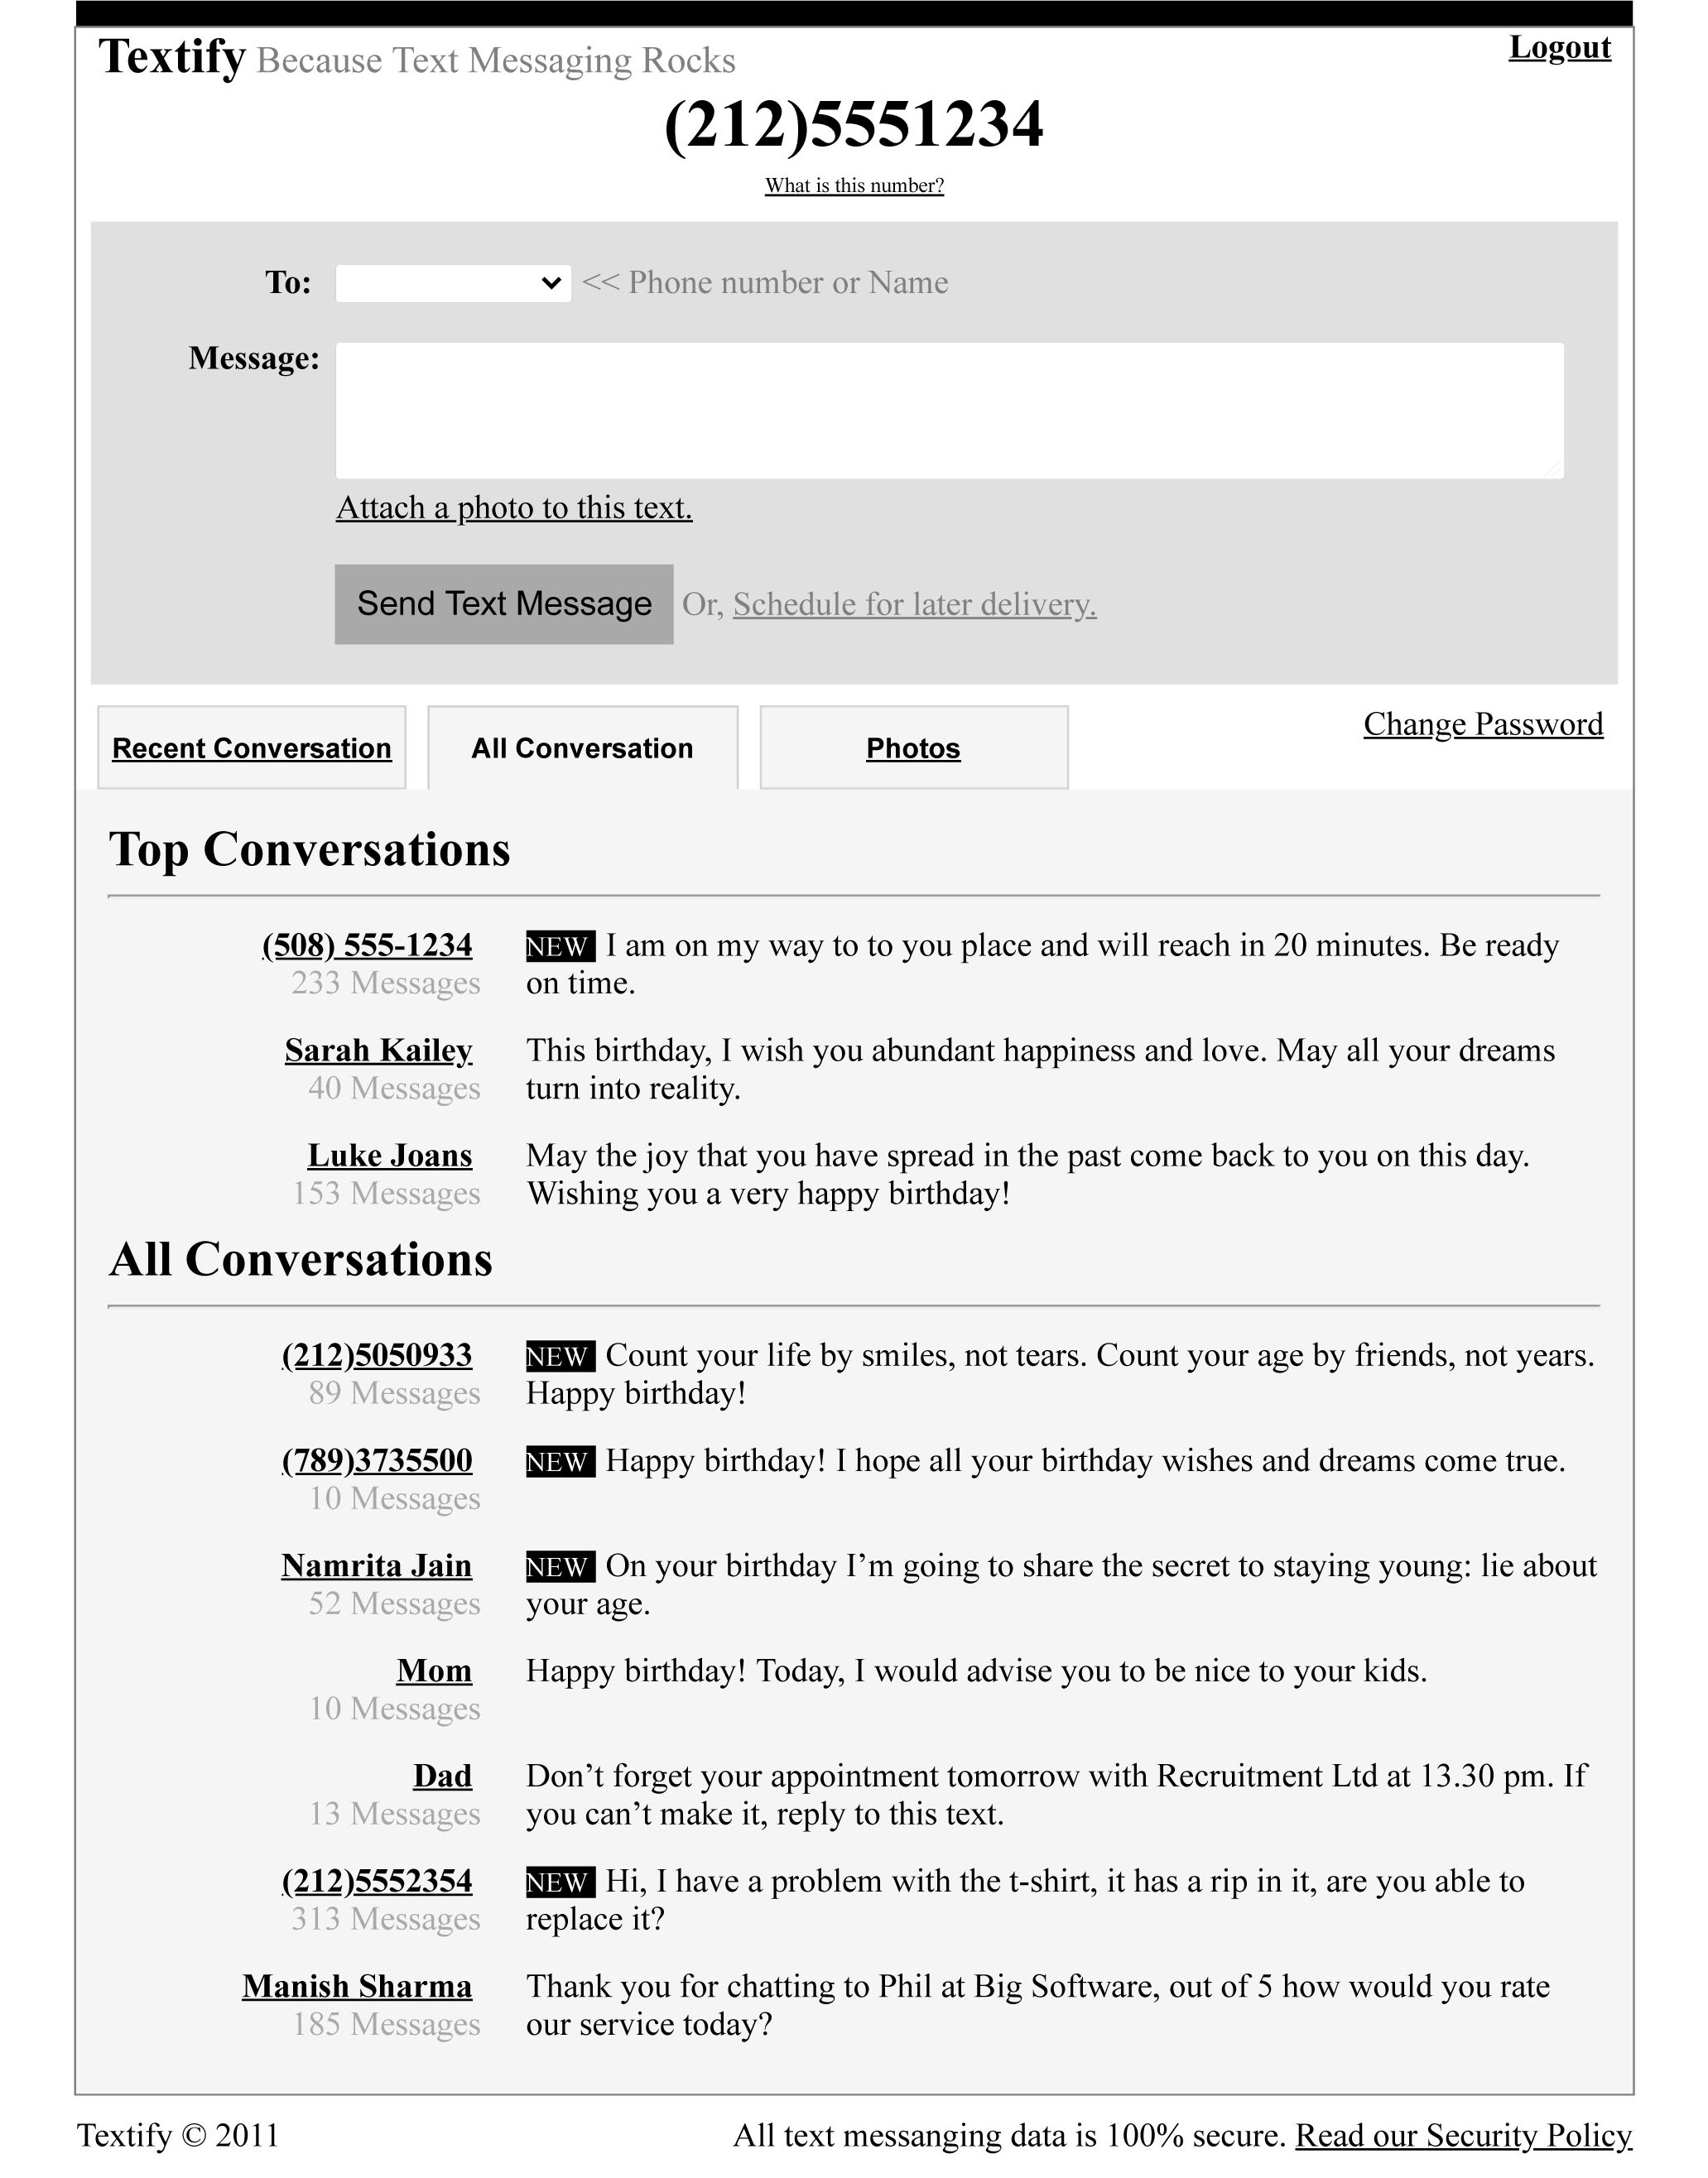 Textify Because Text Messaging Rocks
Logout
(212)5551234
What is this number?
To:
<< Phone number or Name
Message:
Attach a photo to this text.
Send Text Message Or, Schedule for later delivery.
Recent Conversation
All Conversation
Photos
Change Password
Top Conversations
(508) 555-1234
233 Messages
NEW I am on my way to to you place and will reach in 20 minutes. Be ready
on time.
Sarah Kailey
40 Messages
This birthday, I wish you abundant happiness and love. May all your dreams
turn into reality.
Luke Joans
153 Messages
May the joy that you have spread in the past come back to you on this day.
Wishing you a very happy birthday!
All Conversations
(212)5050933
89 Messages
NEW Count your life by smiles, not tears. Count your age by friends, not years.
Happy birthday!
(789)3735500
10 Messages
NEW Happy birthday! I hope all your birthday wishes and dreams come true.
Namrita Jain
52 Messages
NEW On your birthday I’m going to share the secret to staying young: lie about
your age.
Mom
10 Messages
Happy birthday! Today, I would advise you to be nice to your kids.
Dad
13 Messages
Don’t forget your appointment tomorrow with Recruitment Ltd at 13.30 pm. If
you can’t make it, reply to this text.
(212)5552354
313 Messages
NEW Hi, I have a problem with the t-shirt, it has a rip in it, are you able to
replace it?
Manish Sharma
185 Messages
Thank you for chatting to Phil at Big Software, out of 5 how would you rate
our service today?
Textify © 2011
All text messanging data is 100% secure. Read our Security Policy